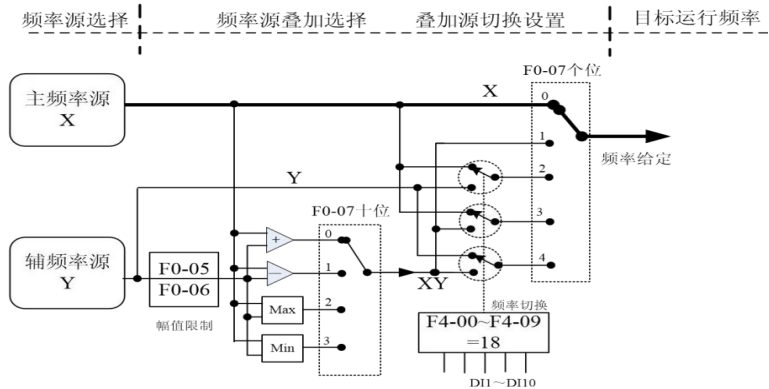 频率源选择
频率源叠加选择
叠加源切换设置
目标运行频率
F0-07个位
主频率源
X
X
0
1
2
3
4
频率给定
Y
F0-07十位
辅频率源
Y
F0-05
F0-06
幅值限制
+
—
Max
Min
0
1
2
3
XY
频率切换
F4-00~F4-09
=18
DI1~DI10